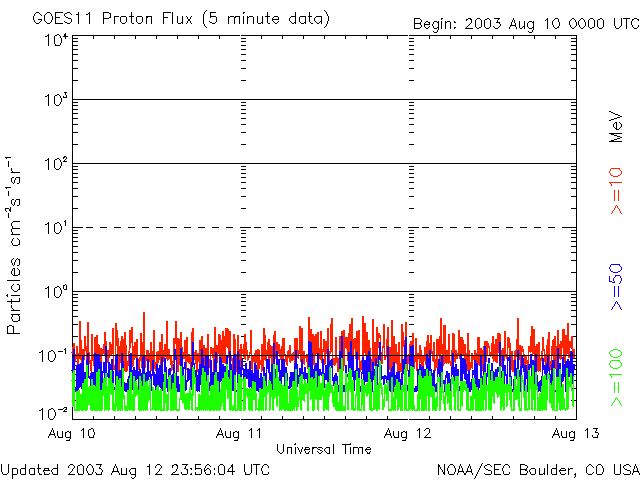 GOES11 Proton Flux (5 minute data)
Begin: 2003 Aug 10 0000 UTC
10⁴
10³
10²
10¹
10⁰
10⁻¹
10⁻²
Particles cm⁻²s⁻¹sr⁻¹
MeV
>=10
>=50
>=100
Aug 10
Aug 11
Aug 12
Aug 13
Universal Time
Updated 2003 Aug 12 23:56:04 UTC
NOAA/SEC Boulder, CO USA